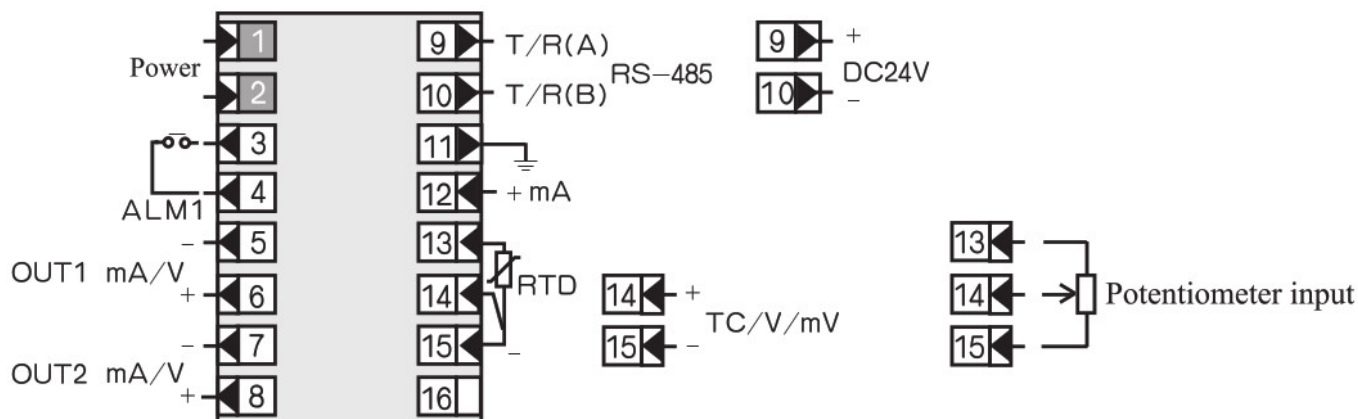 1 9 T/R(A) 9 +
Power RS-485 DC24V
2 10 T/R(B) 10 -
3 11
4 12 + mA
ALM1
- 5 13 13
OUT1 mA/V RTD
+ 6 14 14 + 14 Potentiometer input
TC/V/mV
- 7 15 - 15 - 15
OUT2 mA/V
+ 8 16